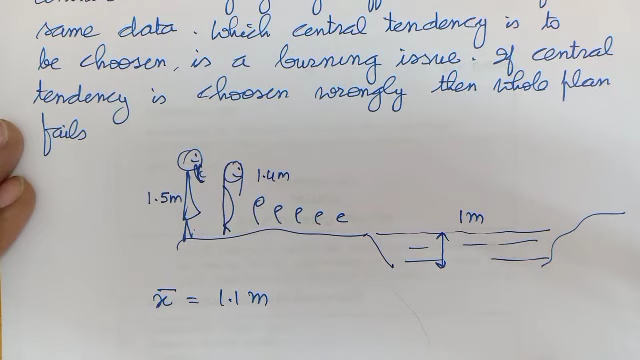 same data. Which central tendency is to
be choosen, is a burning issue. If central
tendency is choosen wrongly then whole plan
fails
1.5m
1.4m
1m
x̄ = 1.1 m